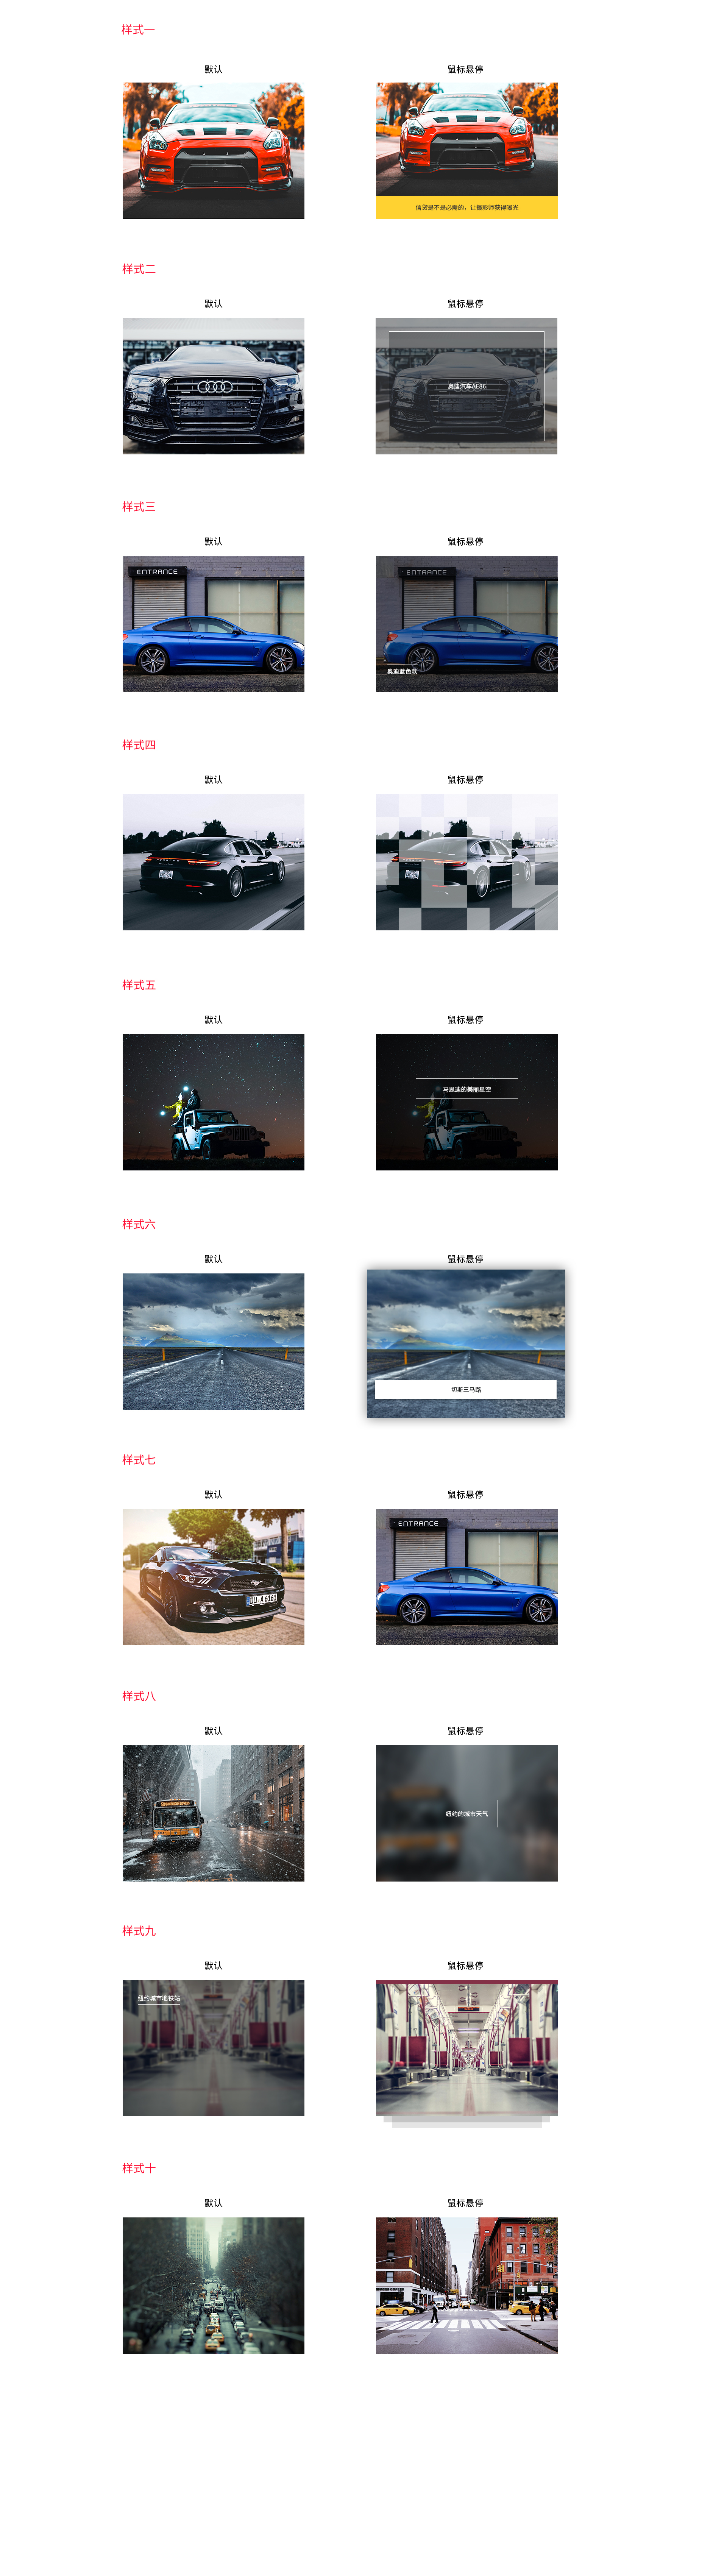 样式一
默认
鼠标悬停
信贷是不是必需的，让摄影师获得曝光
样式二
默认
鼠标悬停
奥迪汽车AE86
样式三
默认
鼠标悬停
ENTRANCE
ENTRANCE
奥迪蓝色款
样式四
默认
鼠标悬停
样式五
默认
鼠标悬停
马思迪的美丽星空
样式六
默认
鼠标悬停
切斯三马路
样式七
默认
鼠标悬停
ENTRANCE
DU A 6565
样式八
默认
鼠标悬停
纽约的城市天气
样式九
默认
鼠标悬停
纽约城市地铁站
样式十
默认
鼠标悬停